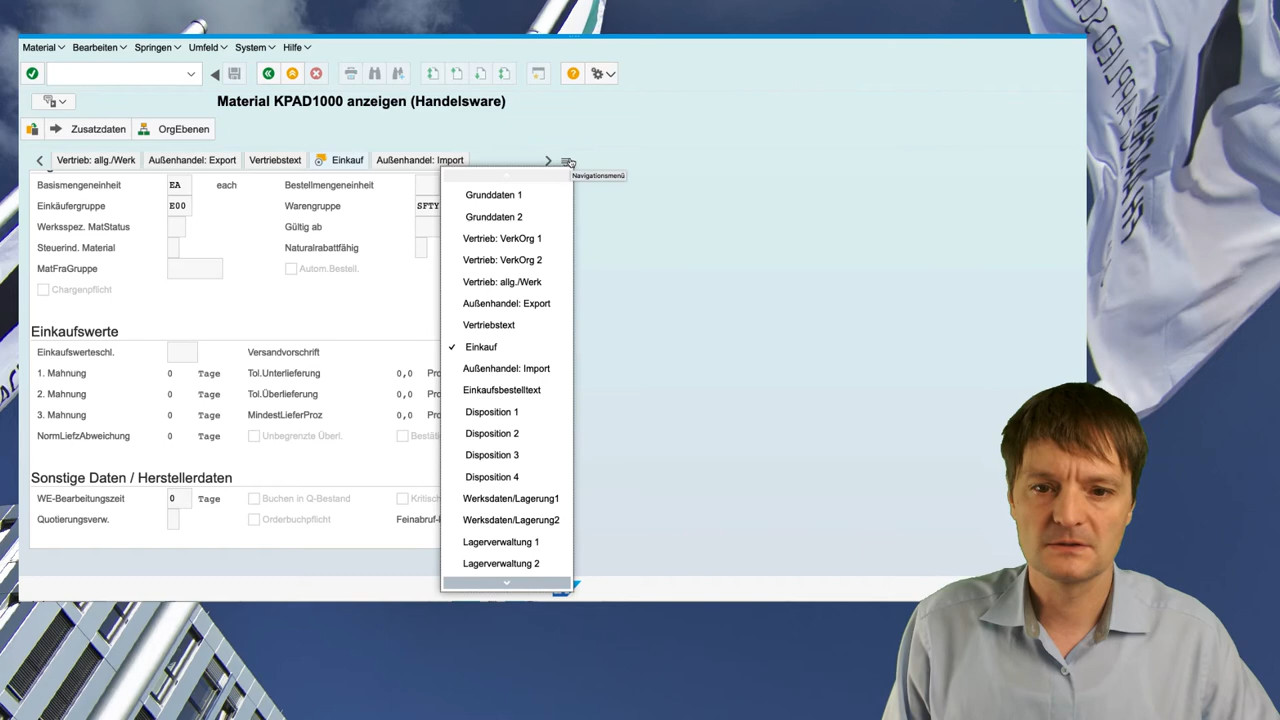 Material Bearbeiten Springen Umfeld System Hilfe
Material KPAD1000 anzeigen (Handelsware)
Zusatzdaten OrgEbenen
Vertrieb: allg./Werk Außenhandel: Export Vertriebstext Einkauf Außenhandel: Import
Navigationsmenü
Basismengeneinheit EA each Bestellmengeneinheit
Einkäufergruppe E00 Warengruppe SFTY
Werksspez. MatStatus Gültig ab
Steuerind. Material Naturalrabattfähig
MatFraGruppe Autom.Bestell.
Chargenpflicht
Einkaufswerte
Einkaufswerteschl. Versandvorschrift
1. Mahnung 0 Tage Tol.Unterlieferung 0,0
2. Mahnung 0 Tage Tol.Überlieferung 0,0
3. Mahnung 0 Tage MindestLieferProz 0,0
NormLiefzAbweichung 0 Tage Unbegrenzte Überl.
Sonstige Daten / Herstellerdaten
WE-Bearbeitungszeit 0 Tage Buchen in Q-Bestand
Quotierungsverw. Orderbuchpflicht
Grunddaten 1
Grunddaten 2
Vertrieb: VerkOrg 1
Vertrieb: VerkOrg 2
Vertrieb: allg./Werk
Außenhandel: Export
Vertriebstext
Einkauf
Außenhandel: Import
Einkaufsbestelltext
Disposition 1
Disposition 2
Disposition 3
Disposition 4
Werksdaten/Lagerung1
Werksdaten/Lagerung2
Lagerverwaltung 1
Lagerverwaltung 2